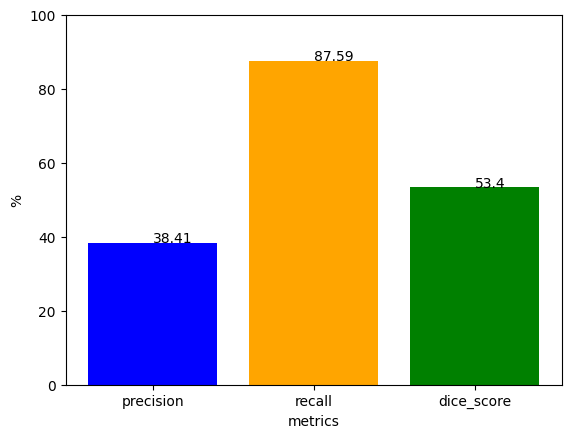 100
80
60
40
20
0
%
87.59
53.4
38.41
precision
recall
dice_score
metrics